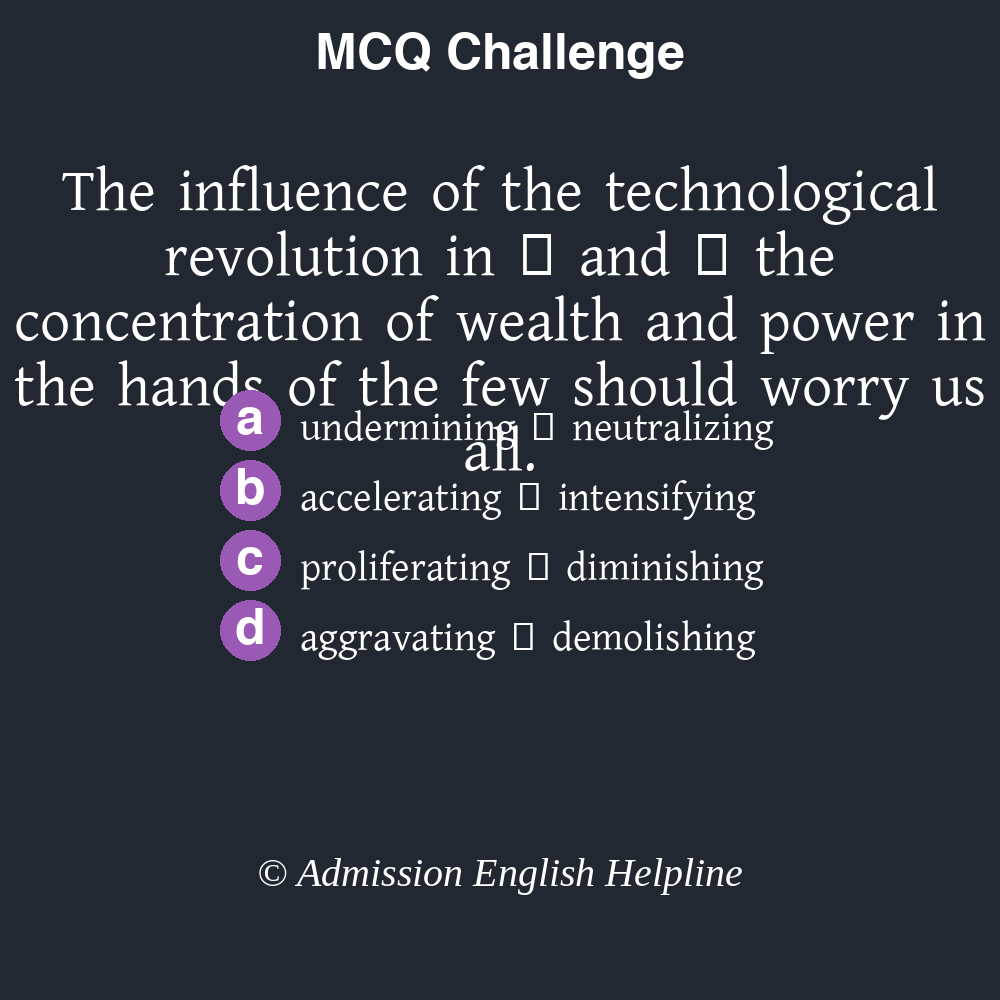 MCQ Challenge
The influence of the technological
revolution in ▯ and ▯ the
concentration of wealth and power in
the hands of the few should worry us
all.
a undermining ▯ neutralizing
b accelerating ▯ intensifying
c proliferating ▯ diminishing
d aggravating ▯ demolishing
© Admission English Helpline